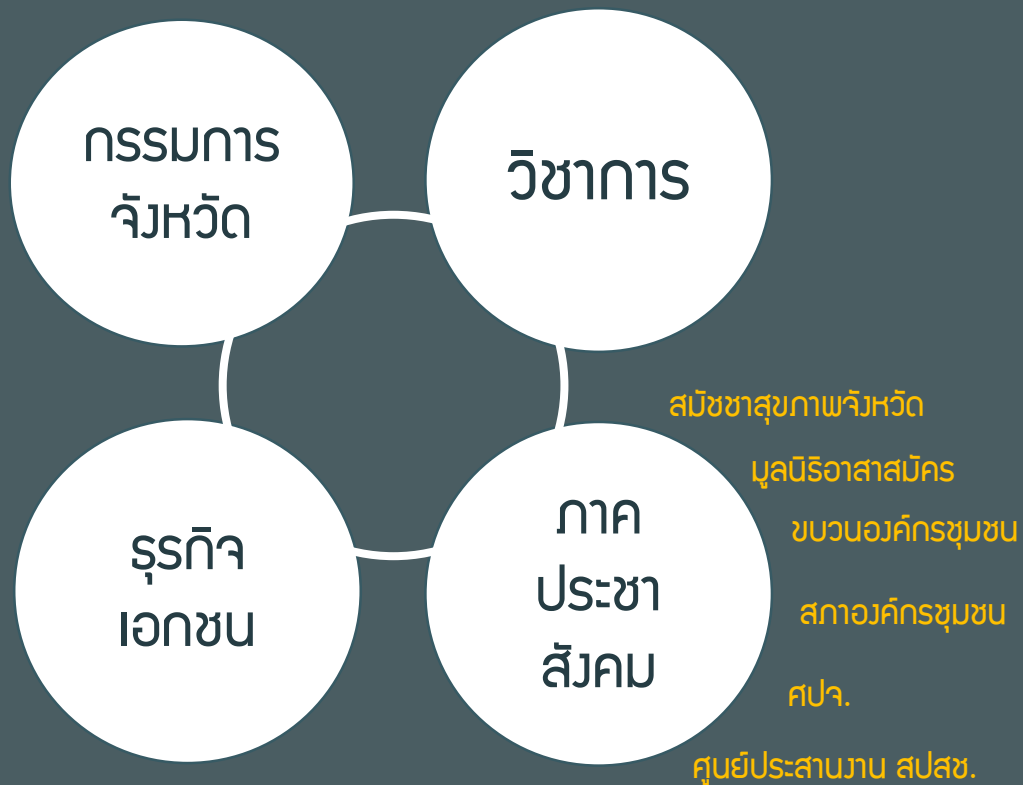 กรรมการ
จังหวัด
วิชาการ
ธุรกิจ
เอกชน
ภาค
ประชา
สังคม
สมัชชาสุขภาพจังหวัด
มูลนิธิอาสาสมัคร
ขบวนองค์กรชุมชน
สภาองค์กรชุมชน
ศปจ.
ศูนย์ประสานงาน สปสช.